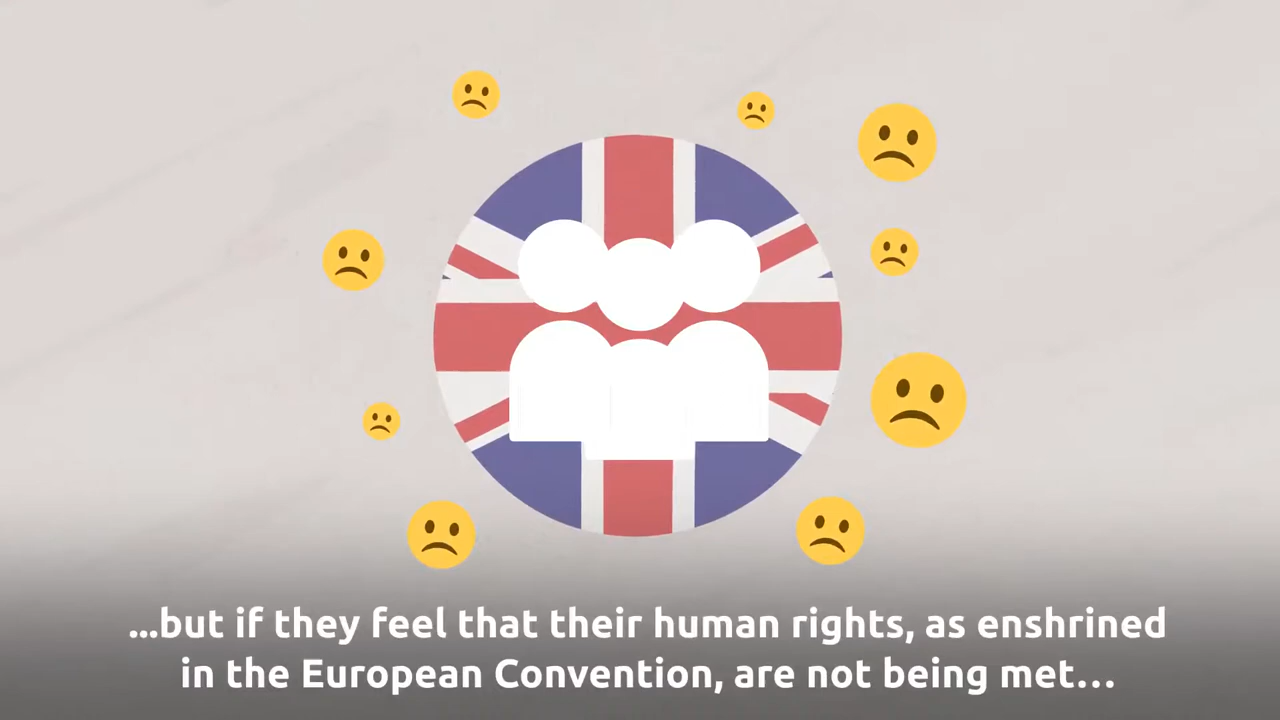 ...but if they feel that their human rights, as enshrined
in the European Convention, are not being met...